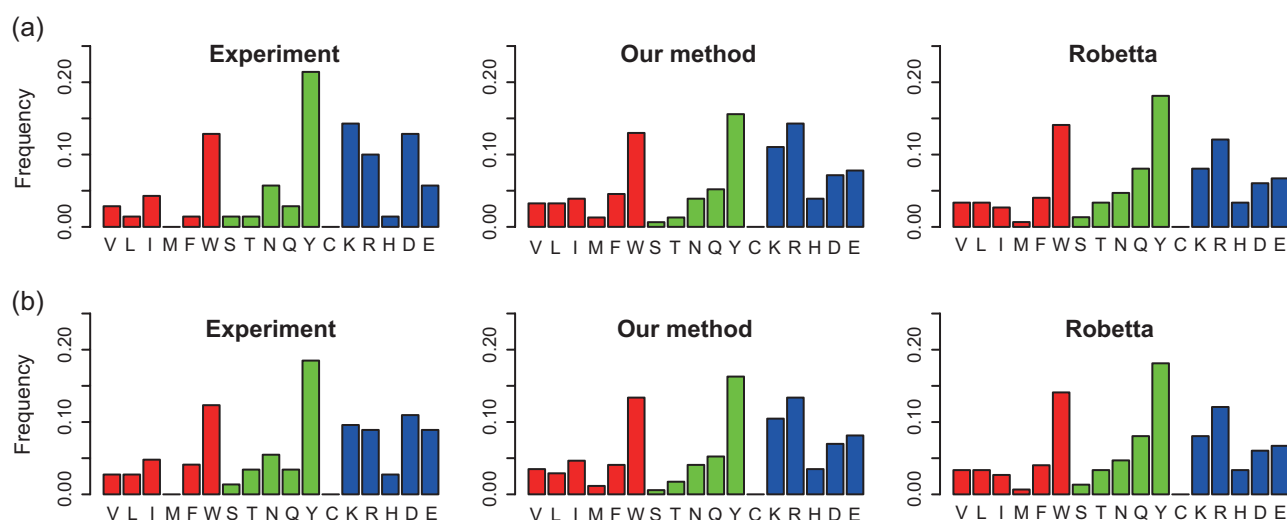 (a)
Experiment
Our method
Robetta
Frequency
0.00 0.10 0.20
0.00 0.10 0.20
0.00 0.10 0.20
V L I M F W S T N Q Y C K R H D E
V L I M F W S T N Q Y C K R H D E
V L I M F W S T N Q Y C K R H D E
(b)
Experiment
Our method
Robetta
Frequency
0.00 0.10 0.20
0.00 0.10 0.20
0.00 0.10 0.20
V L I M F W S T N Q Y C K R H D E
V L I M F W S T N Q Y C K R H D E
V L I M F W S T N Q Y C K R H D E